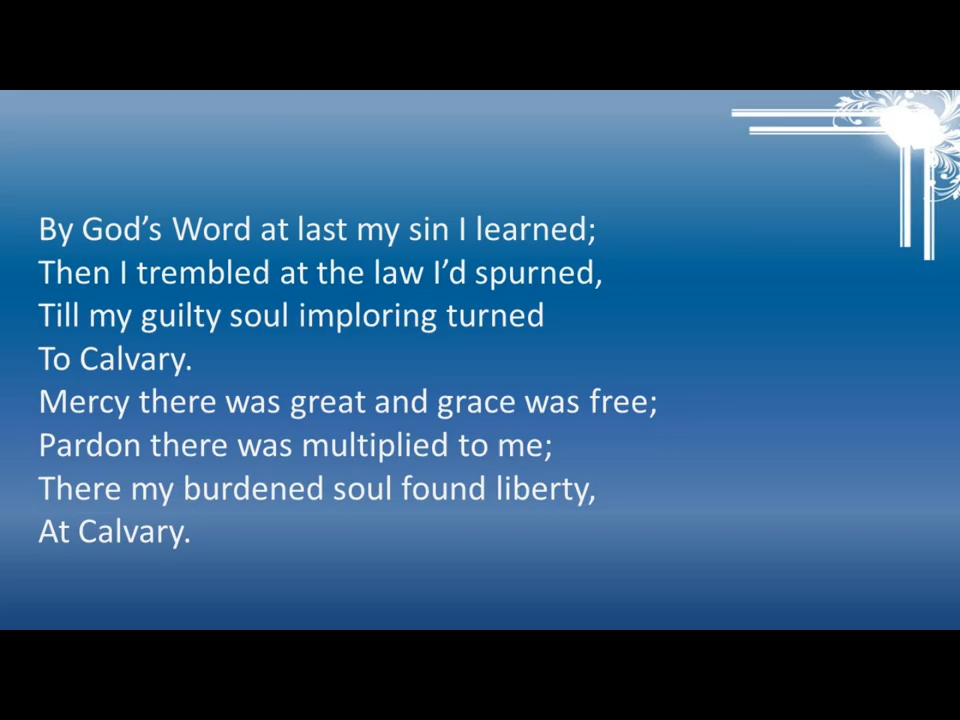 By God’s Word at last my sin I learned;
Then I trembled at the law I’d spurned,
Till my guilty soul imploring turned
To Calvary.
Mercy there was great and grace was free;
Pardon there was multiplied to me;
There my burdened soul found liberty,
At Calvary.